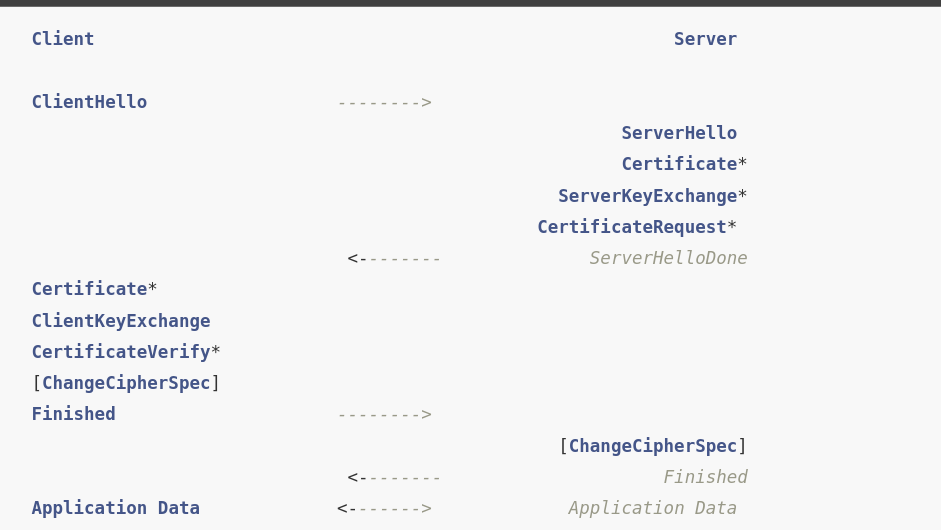 Client                                                       Server
ClientHello                  -------->
                                                        ServerHello
                                                        Certificate*
                                                  ServerKeyExchange*
                                                CertificateRequest*
                              <--------              ServerHelloDone
Certificate*
ClientKeyExchange
CertificateVerify*
[ChangeCipherSpec]
Finished                     -------->
                                                  [ChangeCipherSpec]
                              <--------                     Finished
Application Data             <------->             Application Data